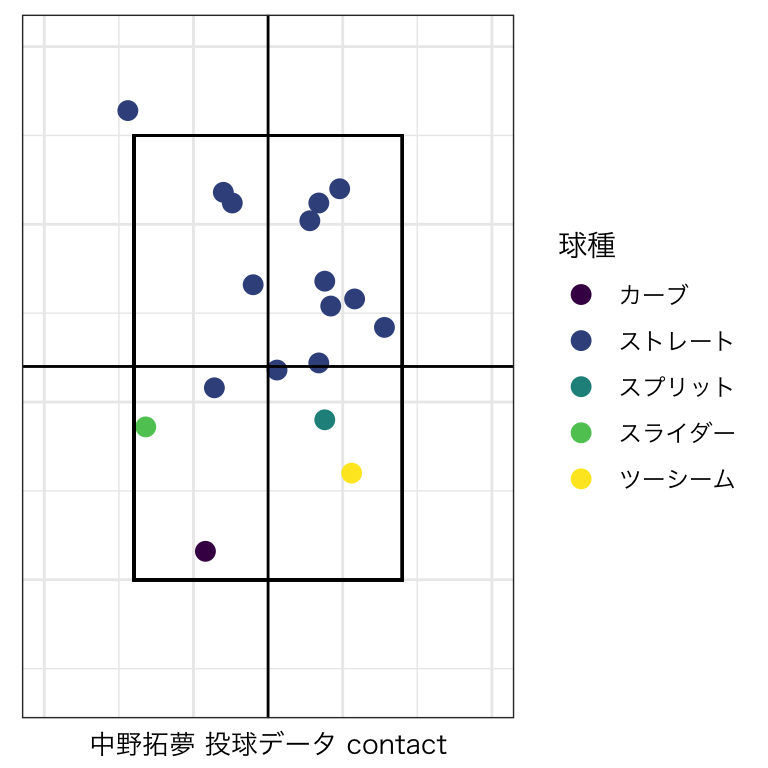 球種
カーブ
ストレート
スプリット
スライダー
ツーシーム
中野拓夢 投球データ contact